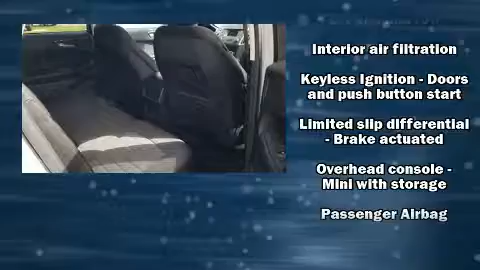 Interior air filtration
Keyless Ignition - Doors
and push button start
Limited slip differential
- Brake actuated
Overhead console -
Mini with storage
Passenger Airbag